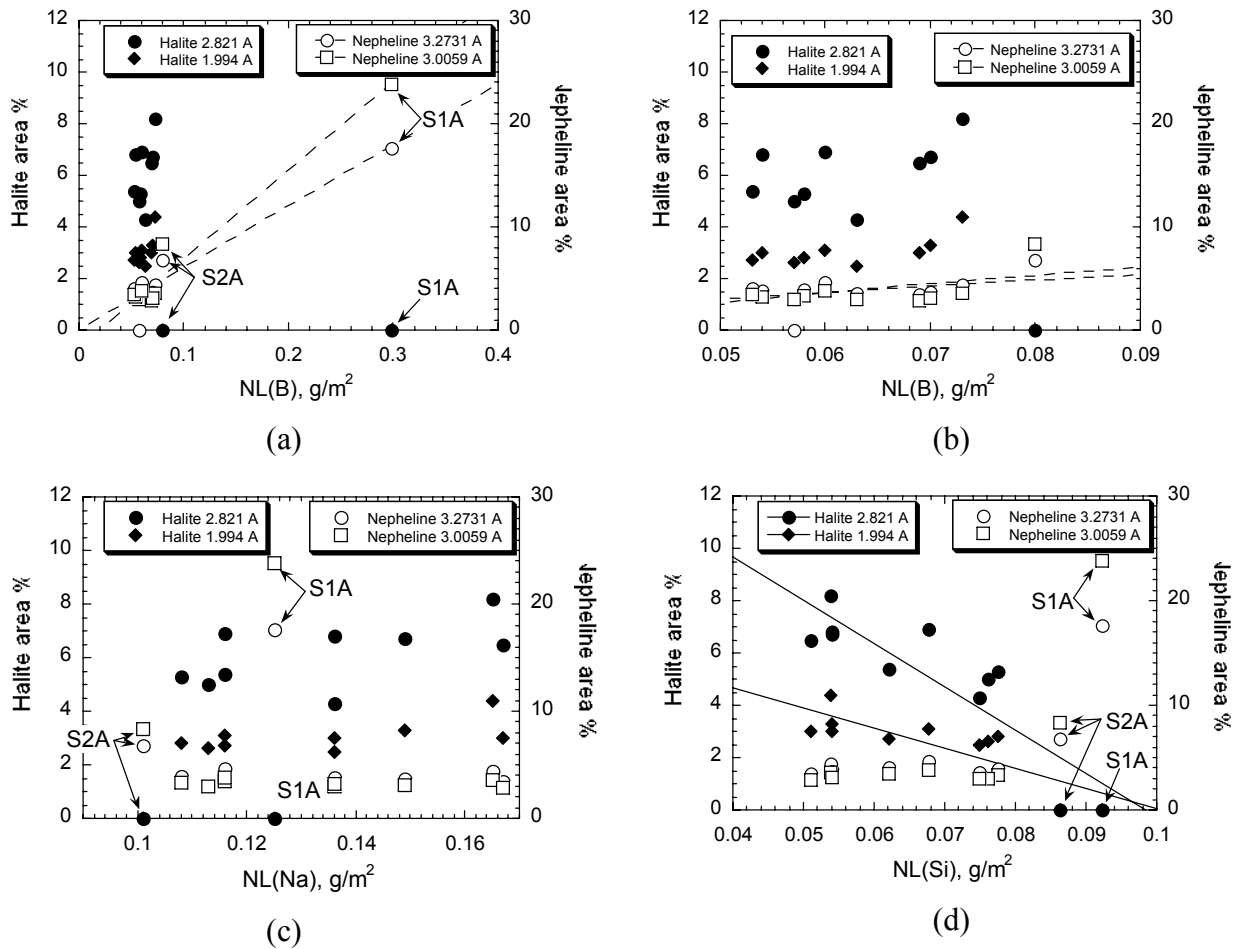 12
10
8
6
4
2
0
Halite area %
Halite 2.821 A
Halite 1.994 A
Nepheline 3.2731 A
Nepheline 3.0059 A
S1A
S2A
S1A
30
20
10
0
Nepheline area %
0
0.1
0.2
0.3
0.4
NL(B), g/m²
(a)
12
10
8
6
4
2
0
Halite area %
Halite 2.821 A
Halite 1.994 A
Nepheline 3.2731 A
Nepheline 3.0059 A
30
20
10
0
Nepheline area %
0.05
0.06
0.07
0.08
0.09
NL(B), g/m²
(b)
12
10
8
6
4
2
0
Halite area %
Halite 2.821 A
Halite 1.994 A
Nepheline 3.2731 A
Nepheline 3.0059 A
S1A
S2A
S1A
30
20
10
0
Nepheline area %
0.1
0.12
0.14
0.16
NL(Na), g/m²
(c)
12
10
8
6
4
2
0
Halite area %
Halite 2.821 A
Halite 1.994 A
Nepheline 3.2731 A
Nepheline 3.0059 A
S1A
S2A
S1A
30
20
10
0
Nepheline area %
0.04
0.05
0.06
0.07
0.08
0.09
0.1
NL(Si), g/m²
(d)